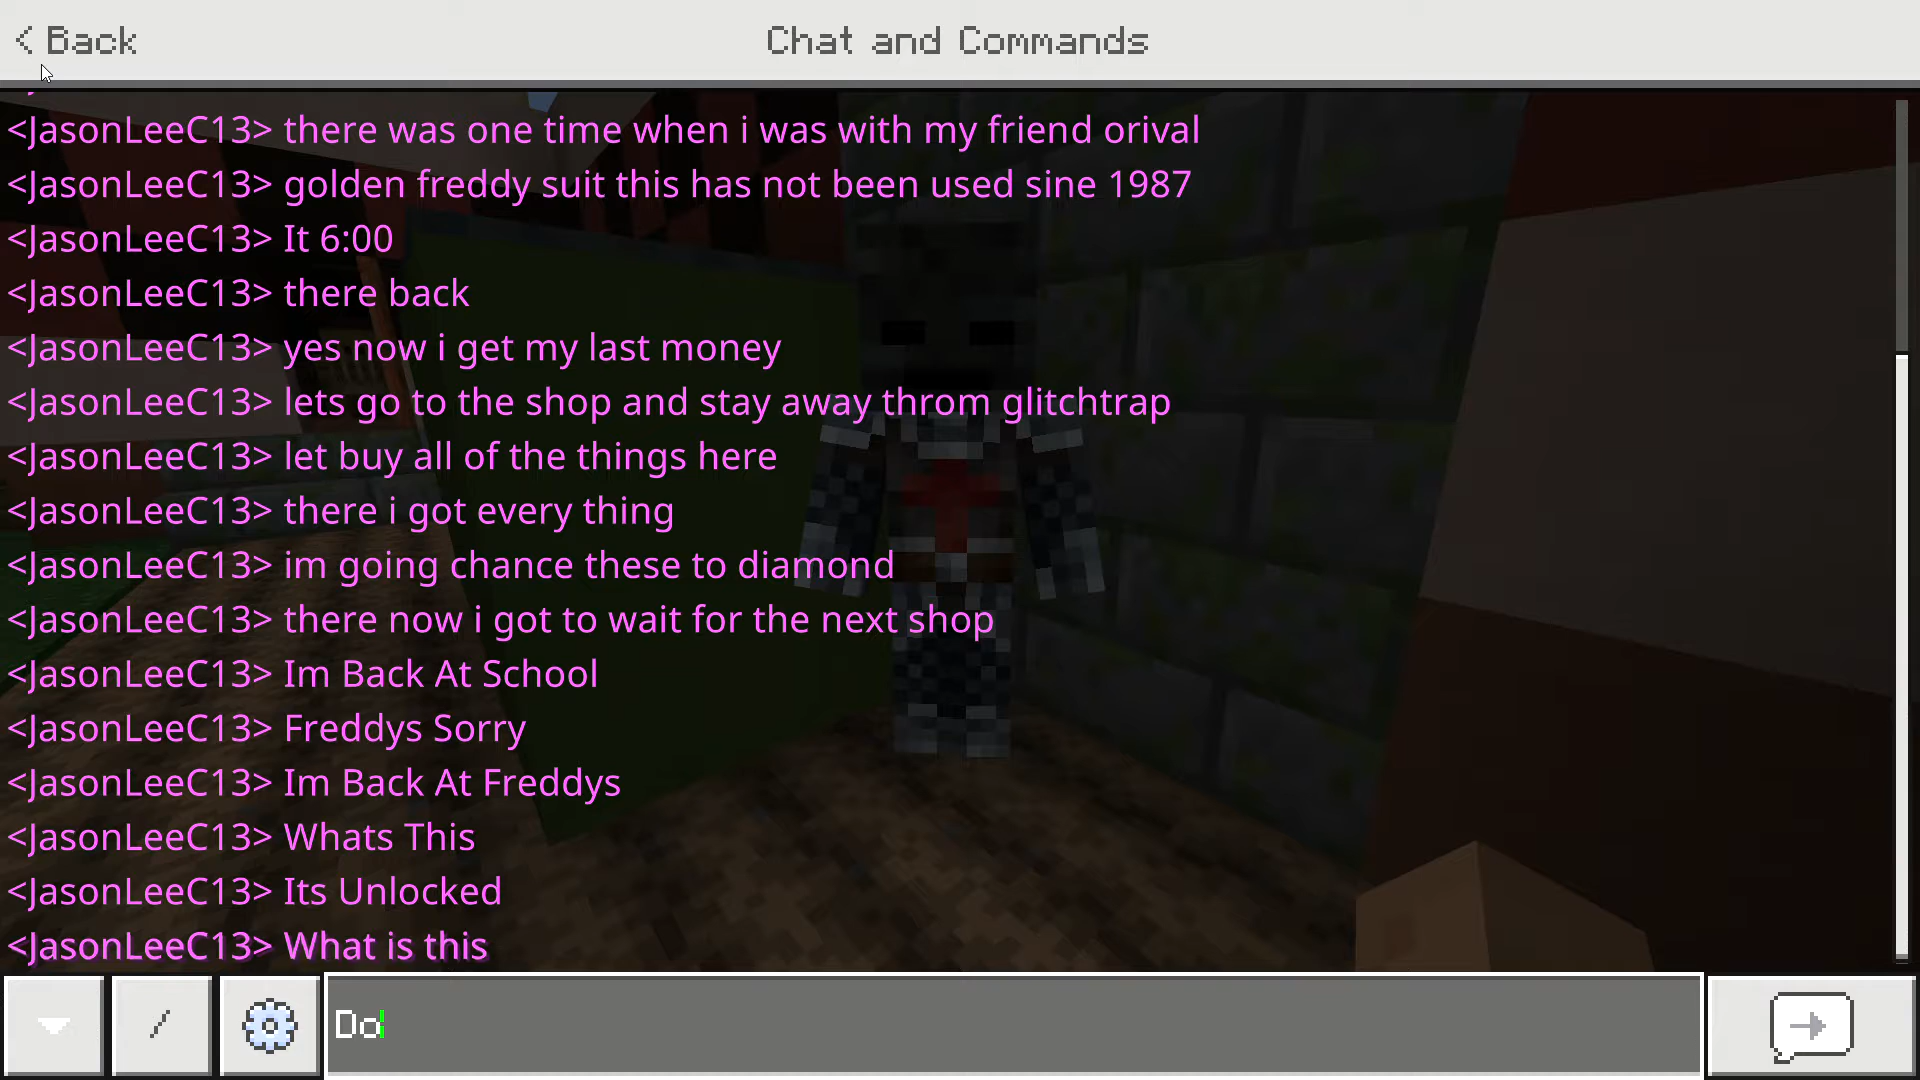 < Back
Chat and Commands
<JasonLeeC13> there was one time when i was with my friend orival
<JasonLeeC13> golden freddy suit this has not been used sine 1987
<JasonLeeC13> It 6:00
<JasonLeeC13> there back
<JasonLeeC13> yes now i get my last money
<JasonLeeC13> lets go to the shop and stay away throm glitchtrap
<JasonLeeC13> let buy all of the things here
<JasonLeeC13> there i got every thing
<JasonLeeC13> im going chance these to diamond
<JasonLeeC13> there now i got to wait for the next shop
<JasonLeeC13> Im Back At School
<JasonLeeC13> Freddys Sorry
<JasonLeeC13> Im Back At Freddys
<JasonLeeC13> Whats This
<JasonLeeC13> Its Unlocked
<JasonLeeC13> What is this
/
Do